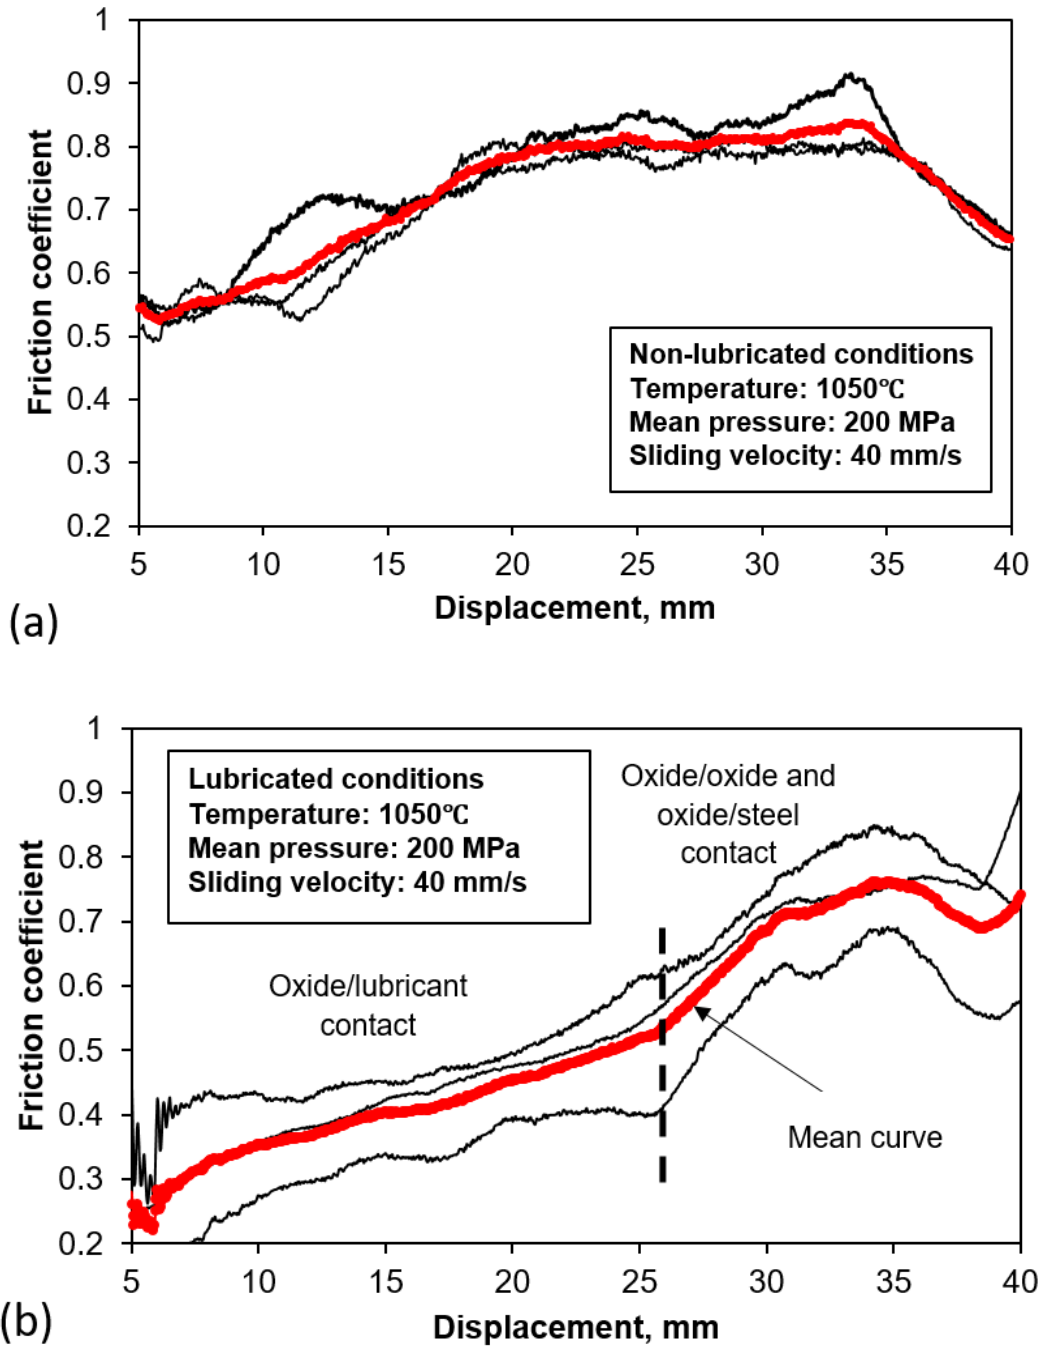 1
0.9
0.8
0.7
0.6
0.5
0.4
0.3
0.2
Friction coefficient
Non-lubricated conditions
Temperature: 1050℃
Mean pressure: 200 MPa
Sliding velocity: 40 mm/s
5 10 15 20 25 30 35 40
Displacement, mm
(a)
1
0.9
0.8
0.7
0.6
0.5
0.4
0.3
0.2
Friction coefficient
Lubricated conditions
Temperature: 1050℃
Mean pressure: 200 MPa
Sliding velocity: 40 mm/s
Oxide/oxide and
oxide/steel
contact
Oxide/lubricant
contact
Mean curve
5 10 15 20 25 30 35 40
Displacement, mm
(b)